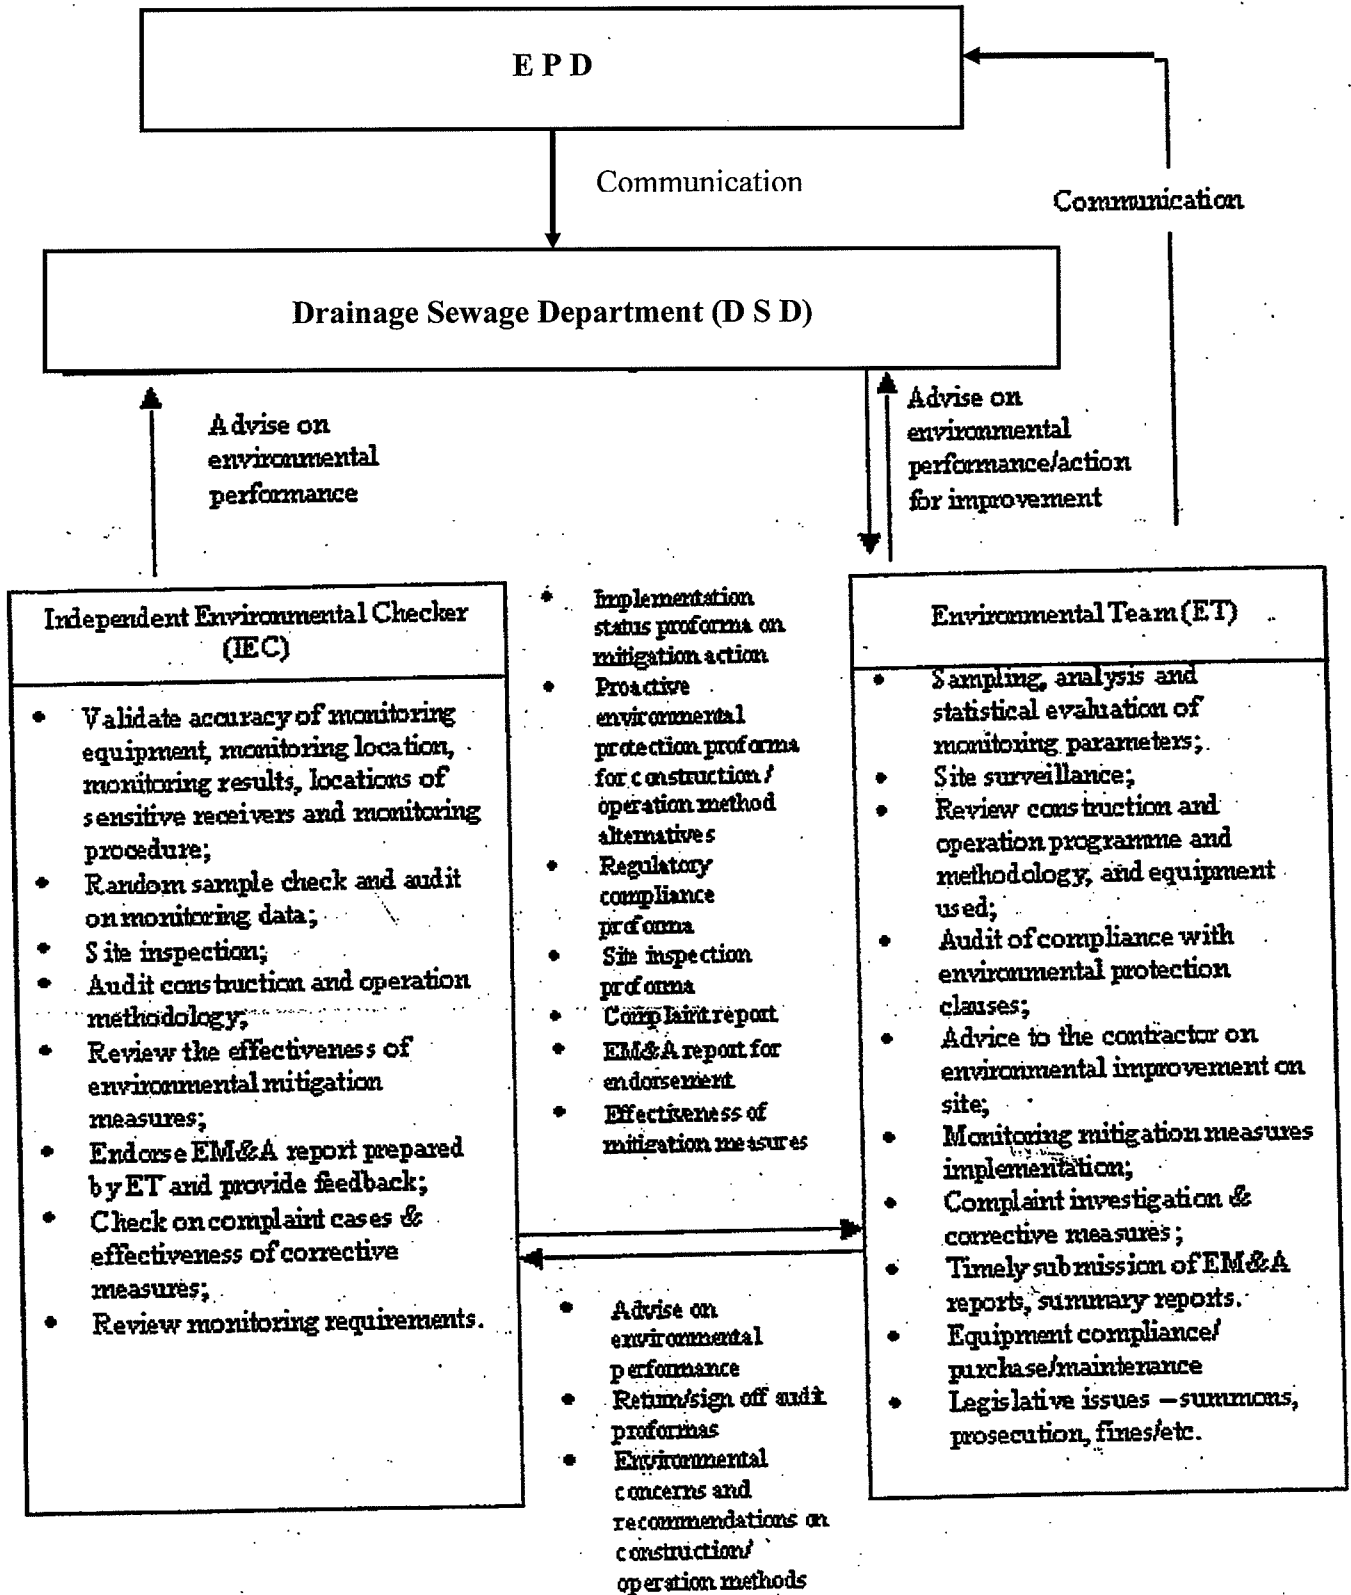 E P D
Communication
Communication
Drainage Sewage Department (D S D)
Advise on
environmental
performance
Advise on
environmental
performance/action
for improvement
Independent Environmental Checker
(IEC)
• Validate accuracy of monitoring
equipment, monitoring location,
monitoring results, locations of
sensitive receivers and monitoring
procedure;
• Random sample check and audit
on monitoring data;
• Site inspection;
• Audit construction and operation
methodology;
• Review the effectiveness of
environmental mitigation
measures;
• Endorse EM&A report prepared
by ET and provide feedback;
• Check on complaint cases &
effectiveness of corrective
measures;
• Review monitoring requirements.
• Implementation
status proforma on
mitigation action
• Proactive
environmental
protection proforma
for construction/
operation method
alternatives
• Regulatory
compliance
proforma
• Site inspection
proforma
• Complaint report
• EM&A report for
endorsement
• Effectiveness of
mitigation measures
• Advise on
environmental
performance
• Return/sign off audit
proformas
• Environmental
concerns and
recommendations on
construction/
operation methods
Environmental Team (ET)
• Sampling, analysis and
statistical evaluation of
monitoring parameters;
• Site surveillance;
• Review construction and
operation programme and
methodology, and equipment
used;
• Audit of compliance with
environmental protection
clauses;
• Advice to the contractor on
environmental improvement on
site;
• Monitoring mitigation measures
implementation;
• Complaint investigation &
corrective measures;
• Timely submission of EM&A
reports, summary reports.
• Equipment compliance/
purchase/maintenance
• Legislative issues – summons,
prosecution, fines/etc.